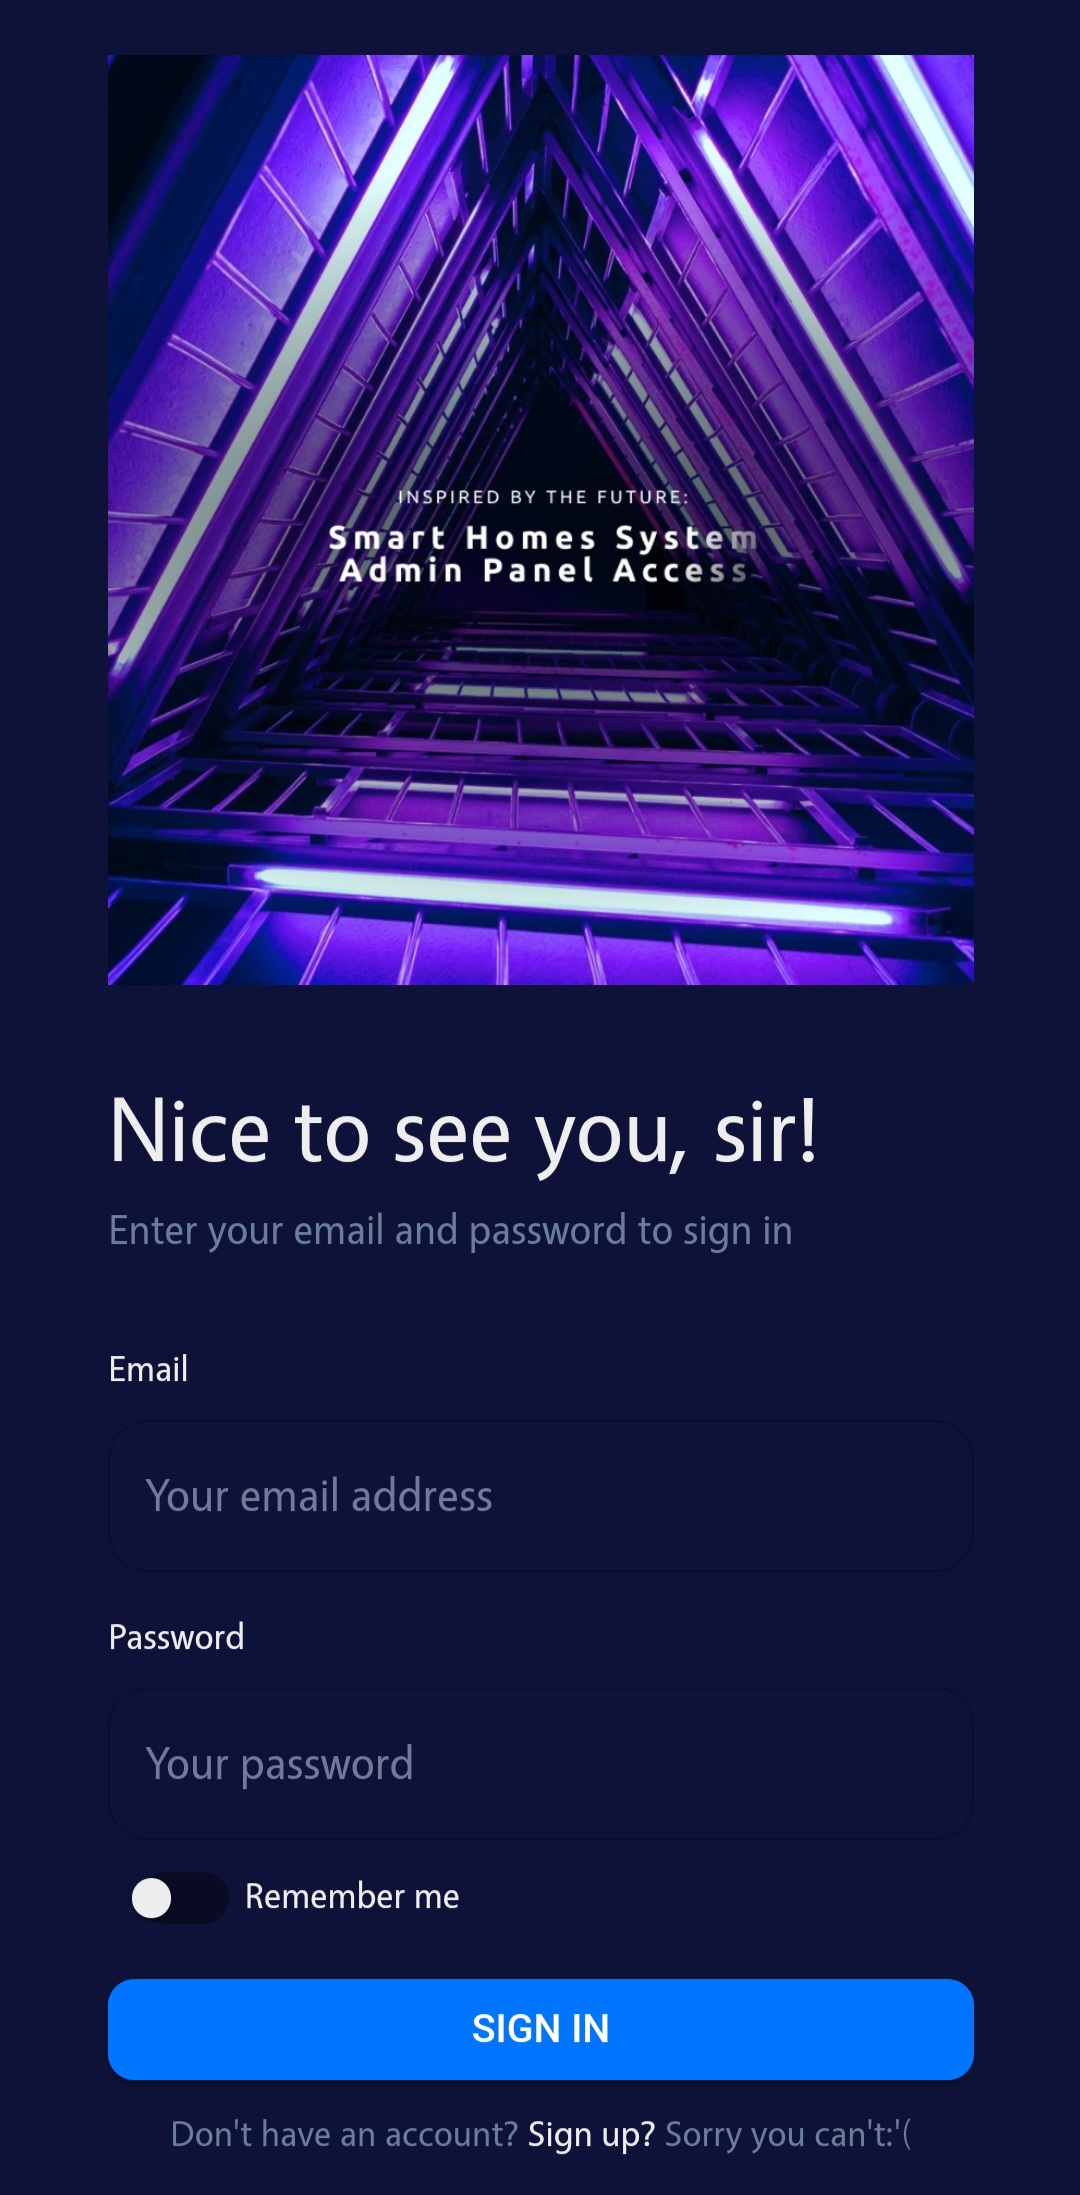 INSPIRED BY THE FUTURE:
Smart Homes System
Admin Panel Access
Nice to see you, sir!
Enter your email and password to sign in
Email
Your email address
Password
Your password
Remember me
SIGN IN
Don't have an account? Sign up? Sorry you can't:'(